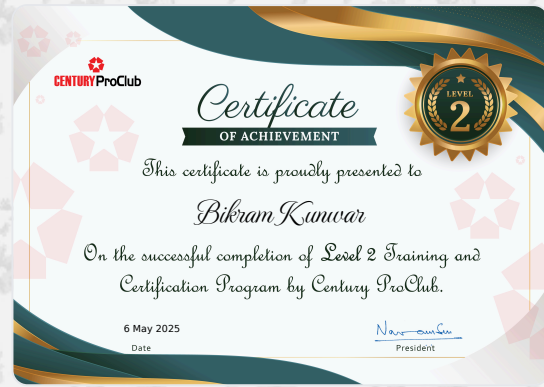 CENTURY ProClub
Certificate
OF ACHIEVEMENT
LEVEL
2
This certificate is proudly presented to
Bikram Kunwar
On the successful completion of Level 2 Training and
Certification Program by Century ProClub.
6 May 2025
Date
President